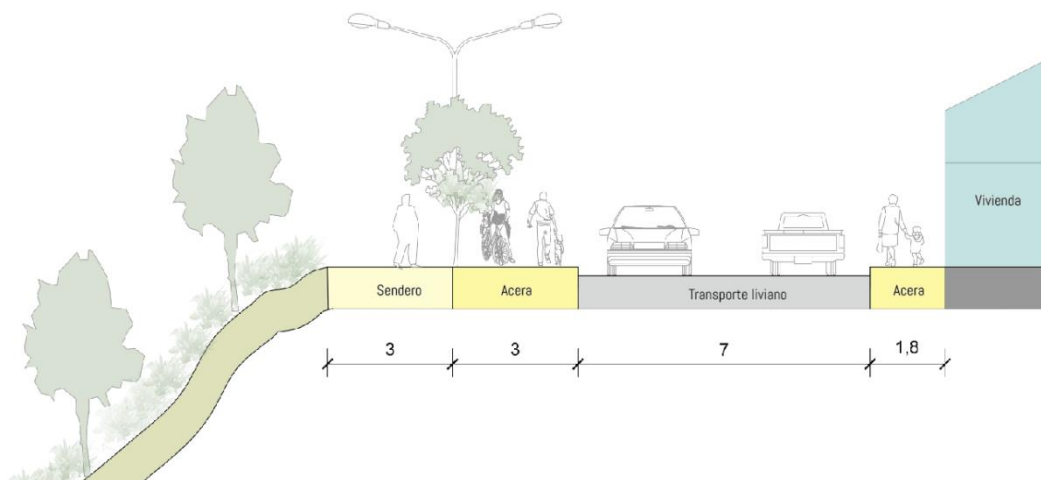 Vivienda
Sendero
Acera
Transporte liviano
Acera
3
3
7
1,8